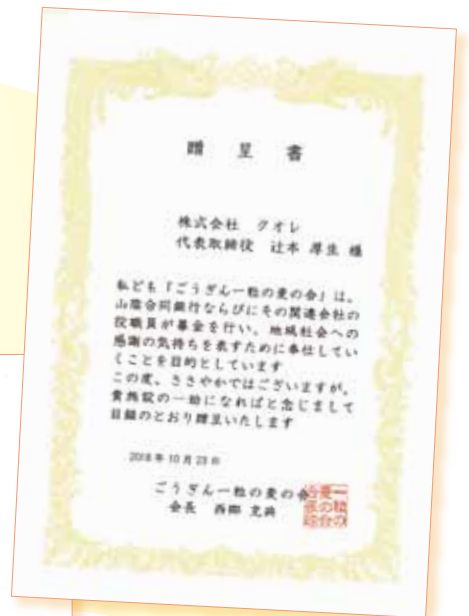 贈呈書
株式会社 クオレ
代表取締役 辻本 厚生 様
私ども「ごうぎん一粒の麦の会」は、
山陰合同銀行ならびにその関連会社の
役職員が募金を行い、地域社会への
感謝の気持ちを表すために奉仕してい
くことを目的としています
この度、ささやかではございますが、
貴施設の一助になればと念じまして
目録のとおり贈呈いたします
2018年10月23日
ごうぎん一粒の麦の会
会長 西郷